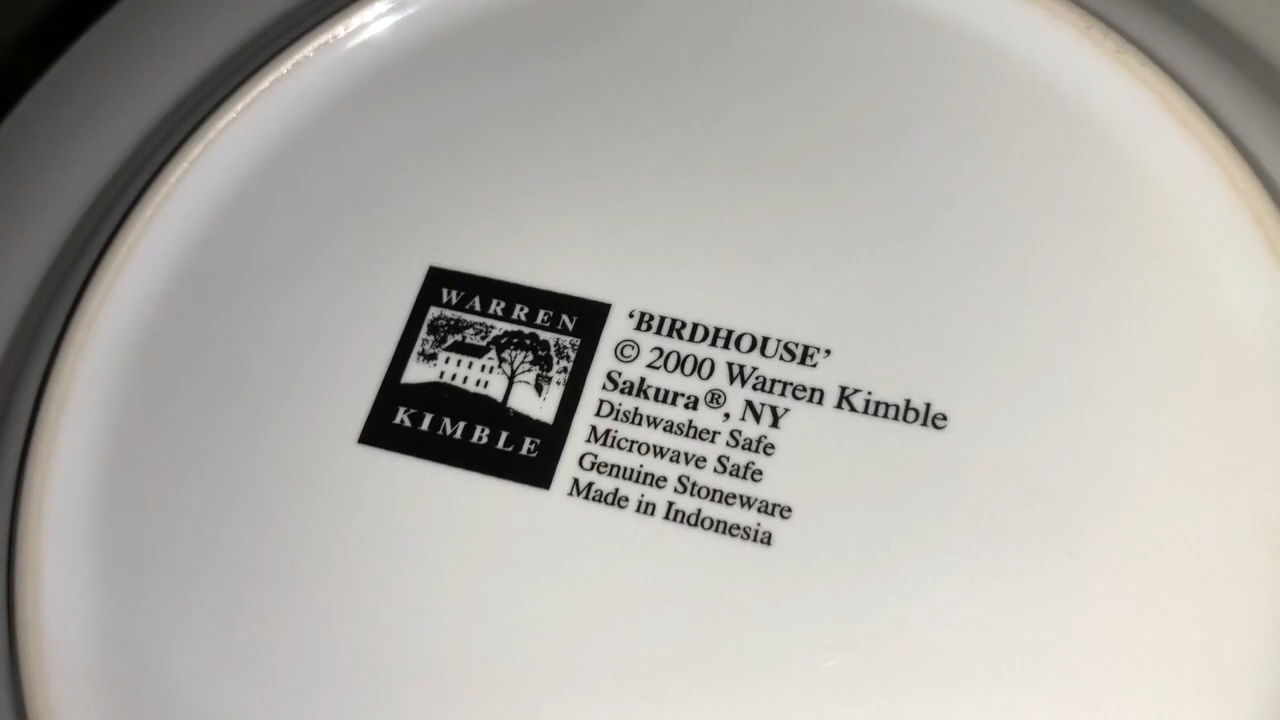 WARREN
KIMBLE
‘BIRDHOUSE’
© 2000 Warren Kimble
Sakura®, NY
Dishwasher Safe
Microwave Safe
Genuine Stoneware
Made in Indonesia